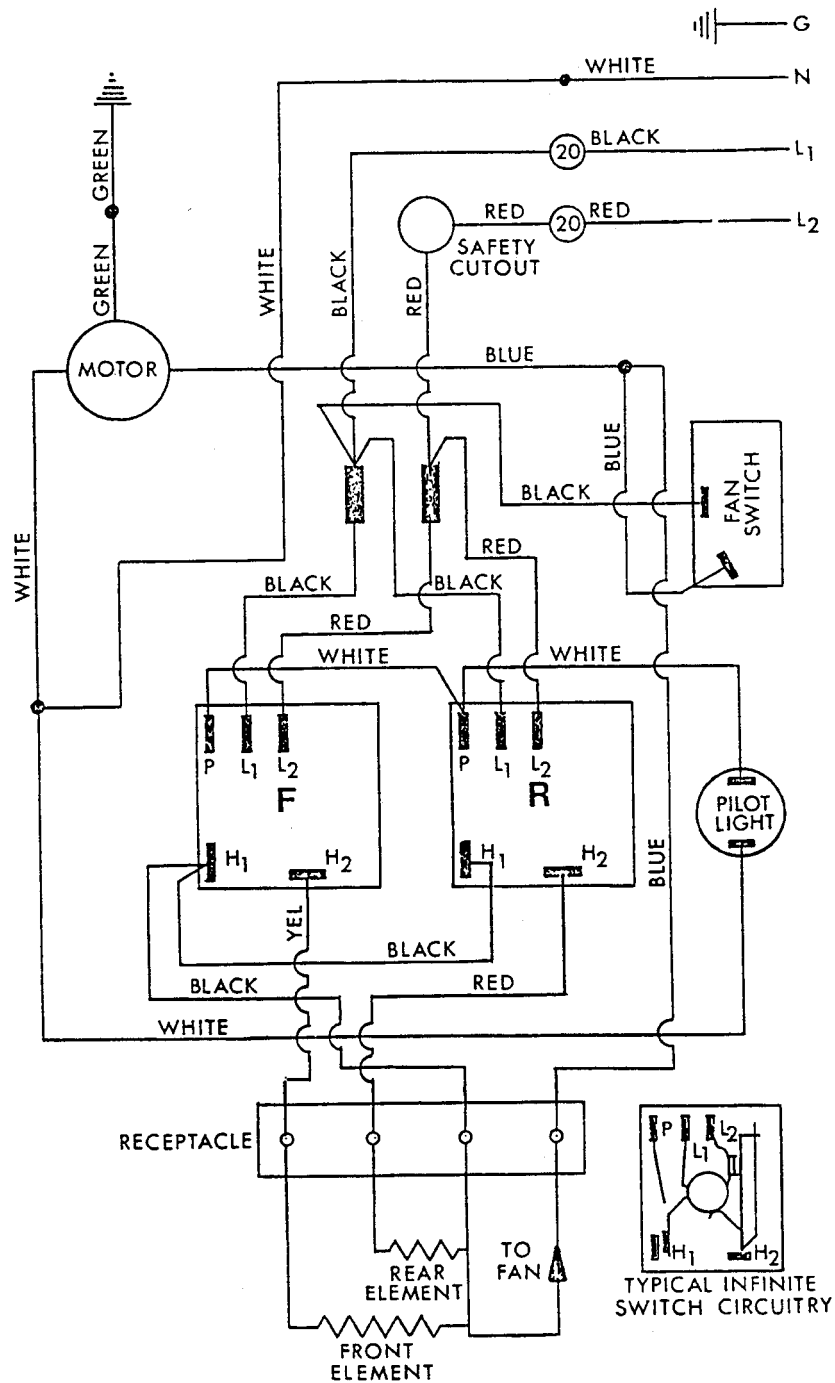 G
WHITE
N
20
BLACK
L1
RED
20
RED
L2
SAFETY
CUTOUT
GREEN
GREEN
WHITE
BLACK
RED
MOTOR
BLUE
BLUE
BLACK
FAN
SWITCH
WHITE
RED
BLACK
BLACK
RED
WHITE
WHITE
P
L1
L2
F
H1
H2
P
L1
L2
R
H1
H2
PILOT
LIGHT
BLUE
YEL
BLACK
BLACK
RED
WHITE
RECEPTACLE
REAR
ELEMENT
TO
FAN
FRONT
ELEMENT
P
L1
L2
H1
H2
TYPICAL INFINITE
SWITCH CIRCUITRY